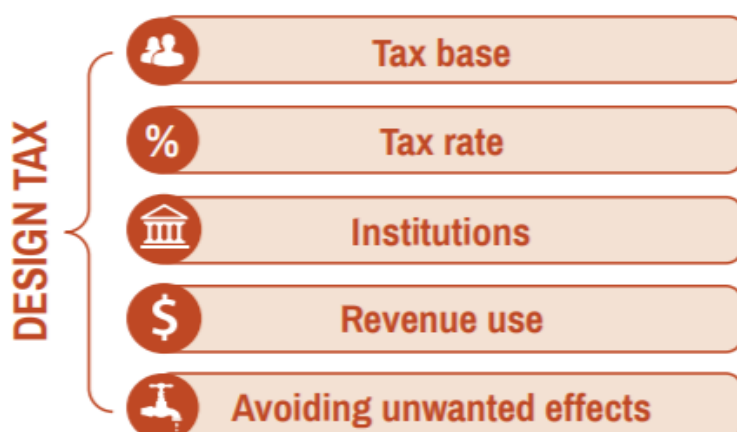 DESIGN TAX
Tax base
%
Tax rate
Institutions
$
Revenue use
Avoiding unwanted effects